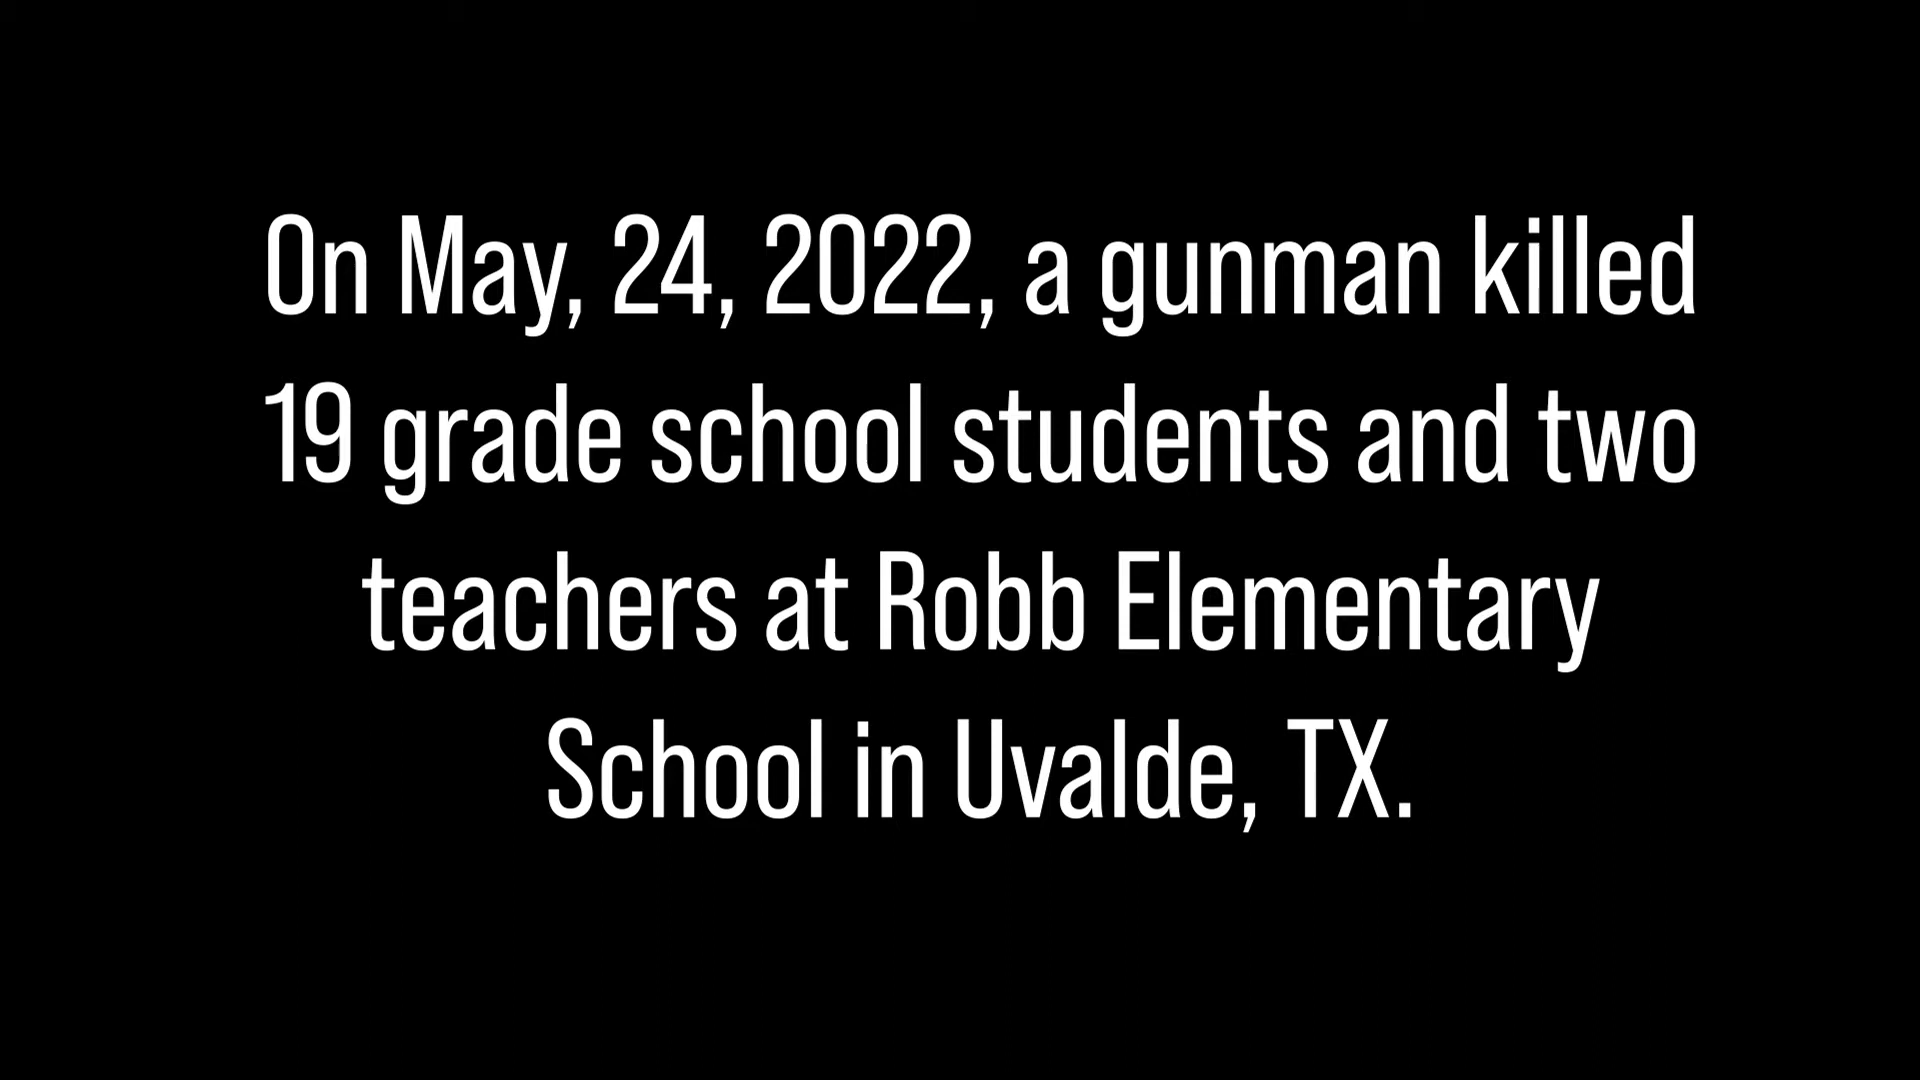 On May, 24, 2022, a gunman killed
19 grade school students and two
teachers at Robb Elementary
School in Uvalde, TX.